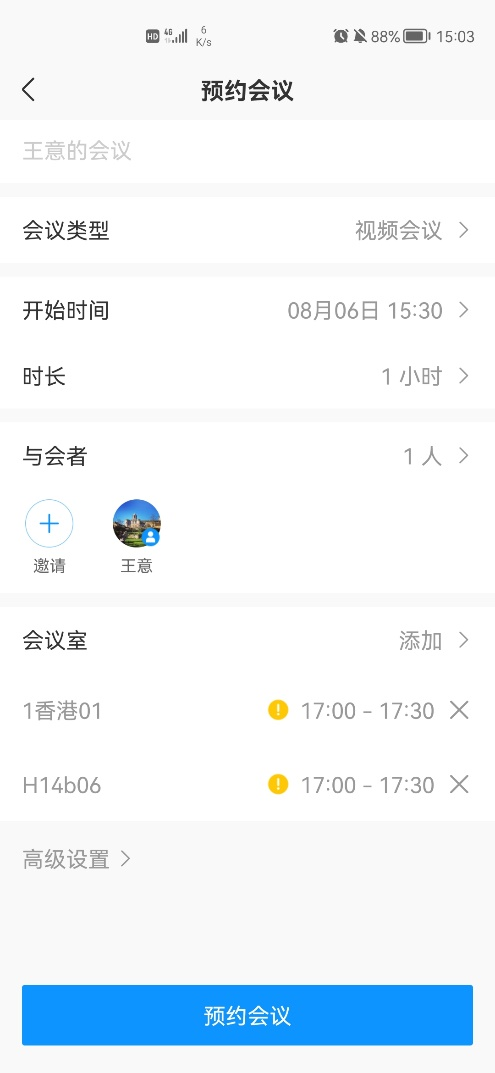 HD 4G 6 K/s 88% 15:03
预约会议
王意的会议
会议类型 视频会议
开始时间 08月06日 15:30
时长 1 小时
与会者 1 人
邀请 王意
会议室 添加
1香港01 17:00 - 17:30
H14b06 17:00 - 17:30
高级设置
预约会议